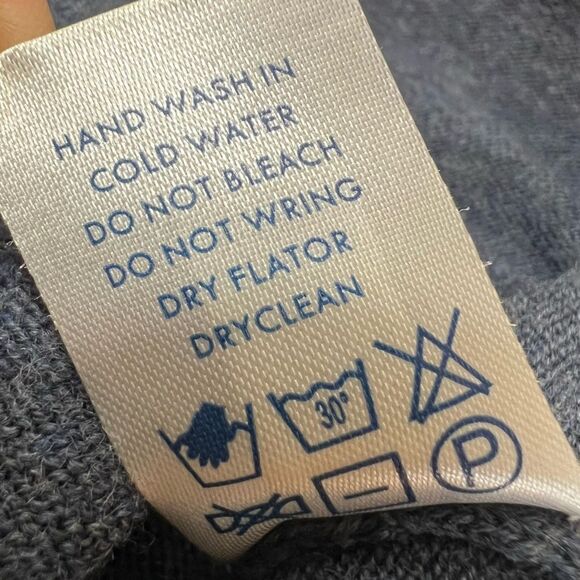 HAND WASH IN
COLD WATER
DO NOT BLEACH
DO NOT WRING
DRY FLATOR
DRYCLEAN
30°
P